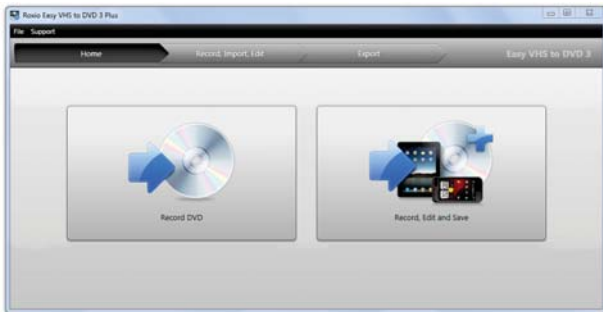 Roxio Easy VHS to DVD 3 Plus
File Support
Home Record, Import, Edit Export Easy VHS to DVD 3
Record DVD Record, Edit and Save